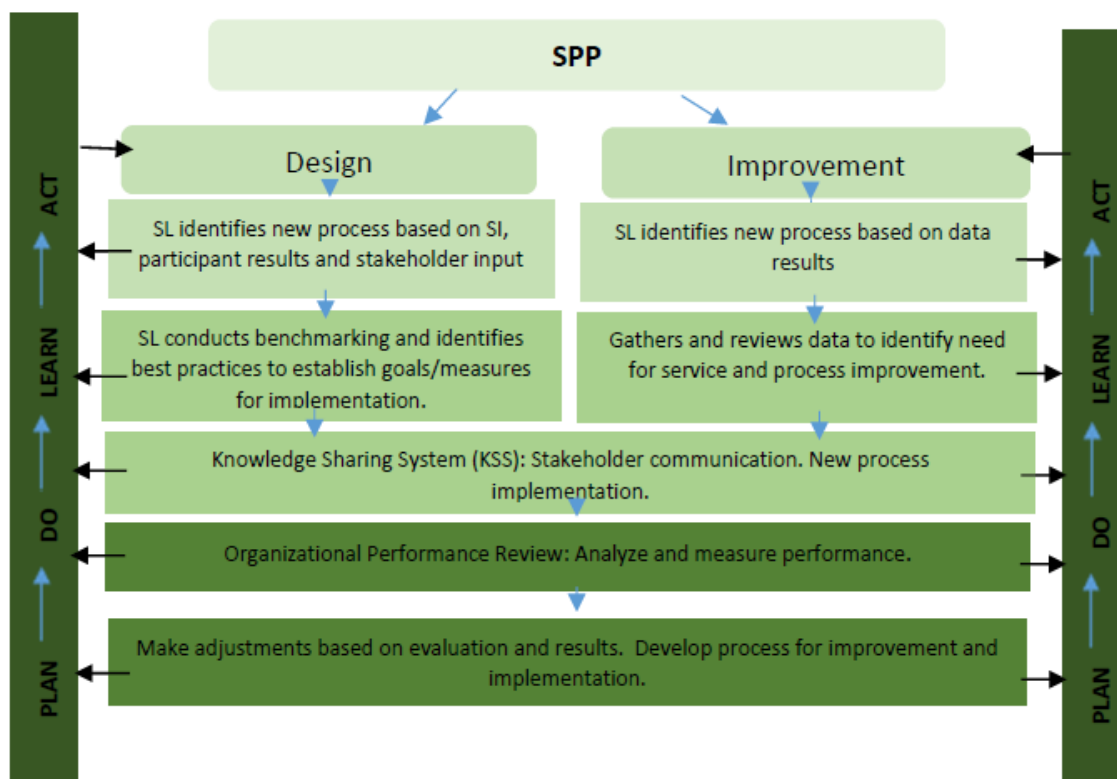 SPP
Design
Improvement
SL identifies new process based on SI,
participant results and stakeholder input
SL identifies new process based on data
results
SL conducts benchmarking and identifies
best practices to establish goals/measures
for implementation.
Gathers and reviews data to identify need
for service and process improvement.
Knowledge Sharing System (KSS): Stakeholder communication. New process
implementation.
Organizational Performance Review: Analyze and measure performance.
Make adjustments based on evaluation and results. Develop process for improvement and
implementation.
PLAN DO LEARN ACT
PLAN DO LEARN ACT